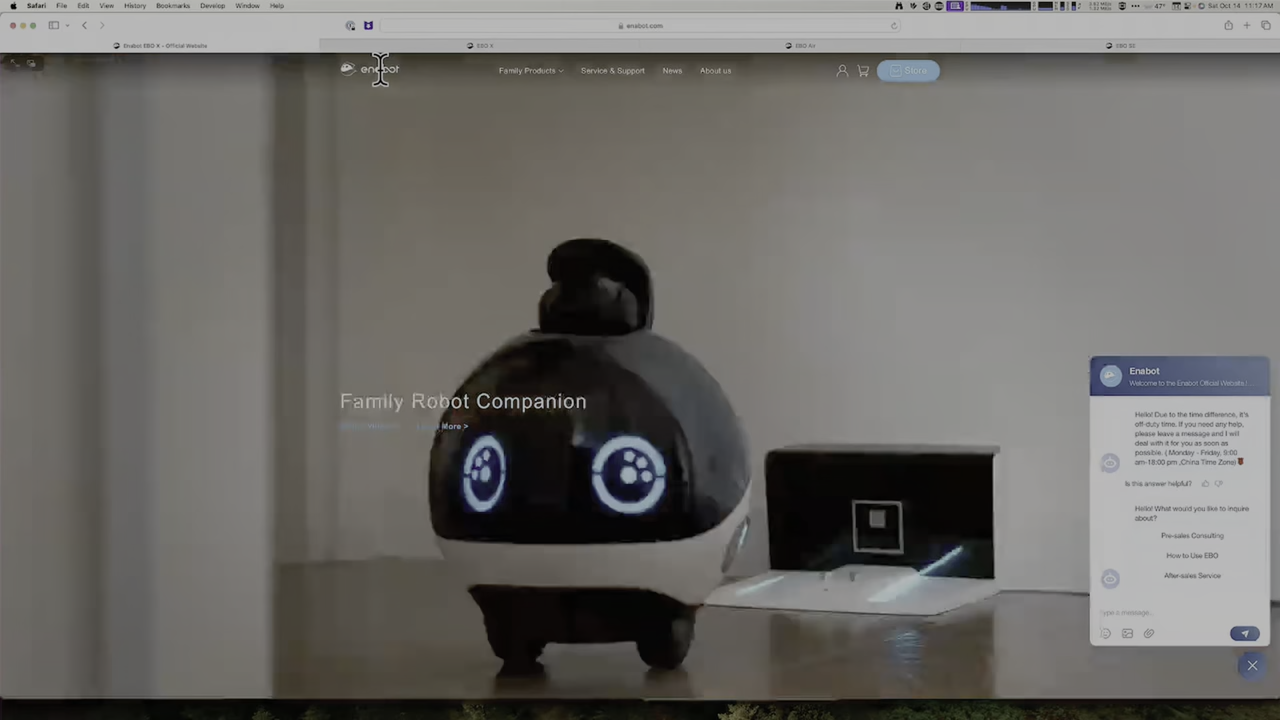 Safari File Edit View History Bookmarks Develop Window Help
47° Sat Oct 14 11:17 AM
enabot.com
Enabot EBO X - Official Website
EBO X
EBO Air
EBO SE
enabot
Family Products
Service & Support
News
About us
Store
Family Robot Companion
More >
Enabot
Welcome to the Enabot Official Website!...
Hello! Due to the time difference, it's
off-duty time. If you need any help,
please leave a message and I will
deal with it for you as soon as
possible. ( Monday - Friday, 9:00
am-18:00 pm ,China Time Zone)
Is this answer helpful?
Hello! What would you like to inquire
about?
Pre-sales Consulting
How to Use EBO
After-sales Service
Type a message...